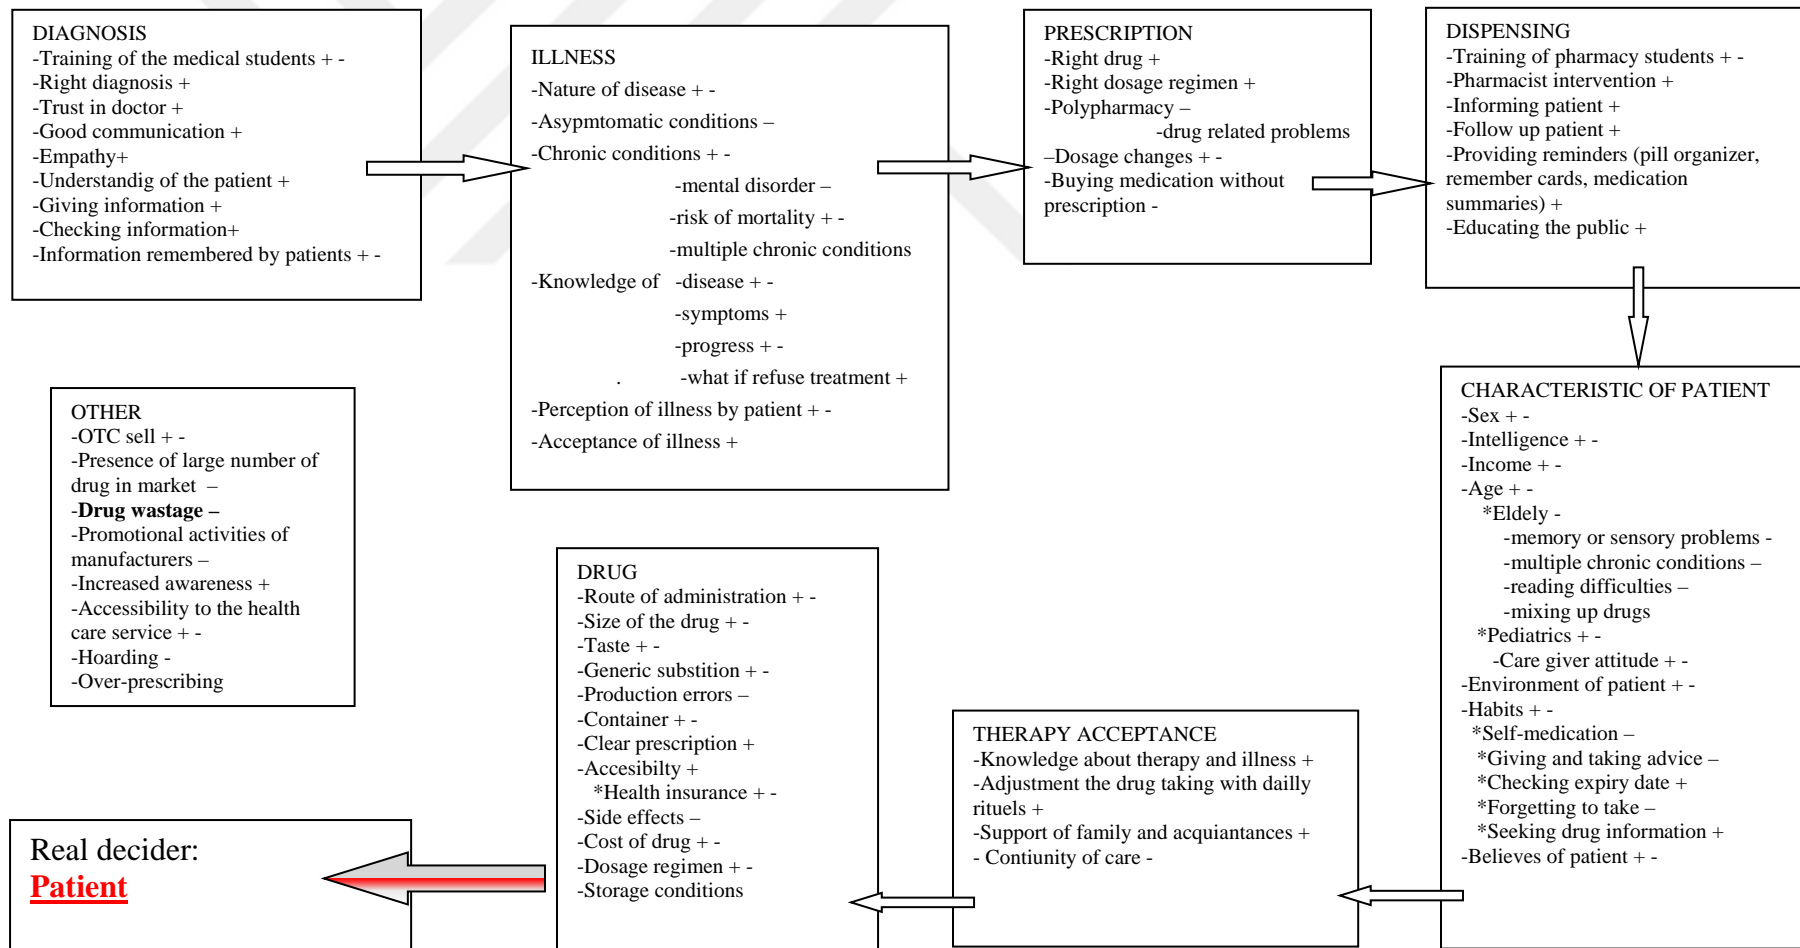 DIAGNOSIS
-Training of the medical students + -
-Right diagnosis +
-Trust in doctor +
-Good communication +
-Empathy+
-Understandig of the patient +
-Giving information +
-Checking information+
-Information remembered by patients + -
ILLNESS
-Nature of disease + -
-Asypmtomatic conditions –
-Chronic conditions + -
-mental disorder –
-risk of mortality + -
-multiple chronic conditions
-Knowledge of -disease + -
-symptoms +
-progress + -
. -what if refuse treatment +
-Perception of illness by patient + -
-Acceptance of illness +
PRESCRIPTION
-Right drug +
-Right dosage regimen +
-Polypharmacy –
-drug related problems
–Dosage changes + -
-Buying medication without
prescription -
DISPENSING
-Training of pharmacy students + -
-Pharmacist intervention +
-Informing patient +
-Follow up patient +
-Providing reminders (pill organizer,
remember cards, medication
summaries) +
-Educating the public +
CHARACTERISTIC OF PATIENT
-Sex + -
-Intelligence + -
-Income + -
-Age + -
*Eldely -
-memory or sensory problems -
-multiple chronic conditions –
-reading difficulties –
-mixing up drugs
*Pediatrics + -
-Care giver attitude + -
-Environment of patient + -
-Habits + -
*Self-medication –
*Giving and taking advice –
*Checking expiry date +
*Forgetting to take –
*Seeking drug information +
-Believes of patient + -
THERAPY ACCEPTANCE
-Knowledge about therapy and illness +
-Adjustment the drug taking with dailly
rituels +
-Support of family and acquiantances +
- Contiunity of care -
DRUG
-Route of administration + -
-Size of the drug + -
-Taste + -
-Generic substition + -
-Production errors –
-Container + -
-Clear prescription +
-Accesibilty +
*Health insurance + -
-Side effects –
-Cost of drug + -
-Dosage regimen + -
-Storage conditions
OTHER
-OTC sell + -
-Presence of large number of
drug in market –
-Drug wastage –
-Promotional activities of
manufacturers –
-Increased awareness +
-Accessibility to the health
care service + -
-Hoarding -
-Over-prescribing
Real decider:
Patient